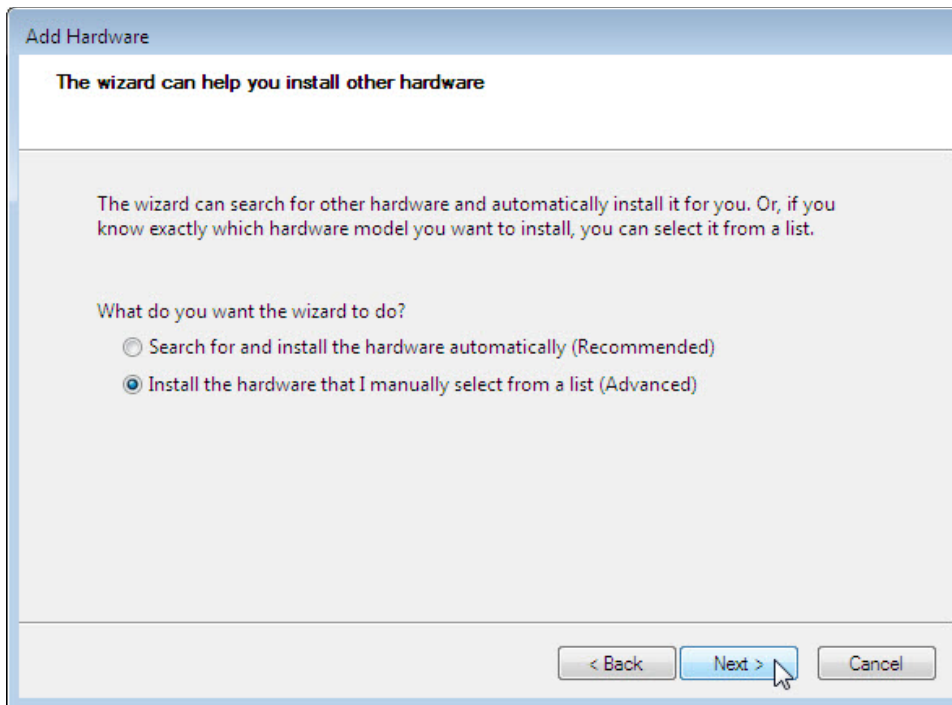 Add Hardware
The wizard can help you install other hardware
The wizard can search for other hardware and automatically install it for you. Or, if you
know exactly which hardware model you want to install, you can select it from a list.
What do you want the wizard to do?
Search for and install the hardware automatically (Recommended)
Install the hardware that I manually select from a list (Advanced)
< Back Next > Cancel